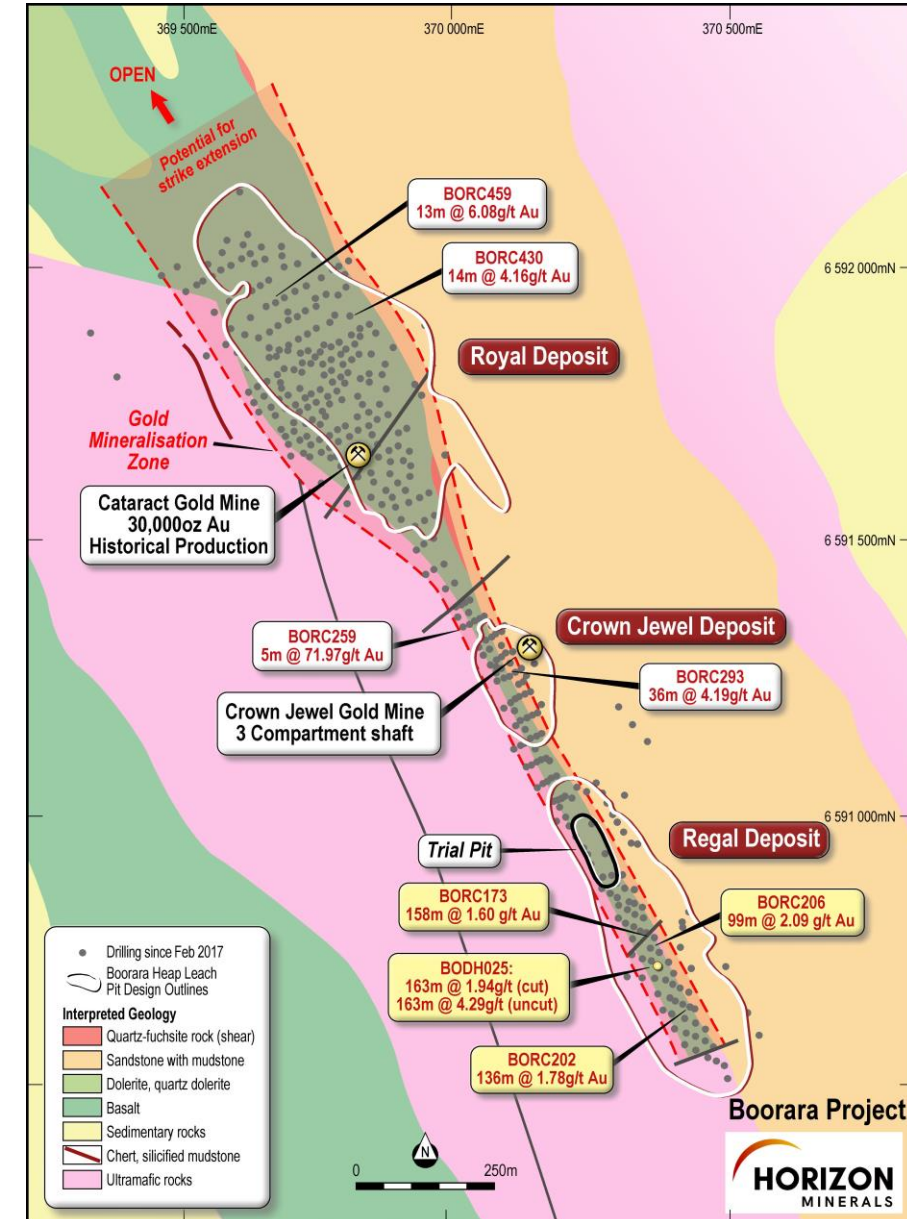 369 500mE
370 000mE
370 500mE
OPEN
Potential for
strike extension
BORC459
13m @ 6.08g/t Au
BORC430
14m @ 4.16g/t Au
6 592 000mN
Royal Deposit
Gold
Mineralisation
Zone
Cataract Gold Mine
30,000oz Au
Historical Production
6 591 500mN
BORC259
5m @ 71.97g/t Au
Crown Jewel Deposit
BORC293
36m @ 4.19g/t Au
Crown Jewel Gold Mine
3 Compartment shaft
6 591 000mN
Trial Pit
Regal Deposit
BORC173
158m @ 1.60 g/t Au
BORC206
99m @ 2.09 g/t Au
BODH025:
163m @ 1.94g/t (cut)
163m @ 4.29g/t (uncut)
BORC202
136m @ 1.78g/t Au
Drilling since Feb 2017
Boorara Heap Leach
Pit Design Outlines
Interpreted Geology
Quartz-fuchsite rock (shear)
Sandstone with mudstone
Dolerite, quartz dolerite
Basalt
Sedimentary rocks
Chert, silicified mudstone
Ultramafic rocks
N
0
250m
Boorara Project
HORIZON
MINERALS